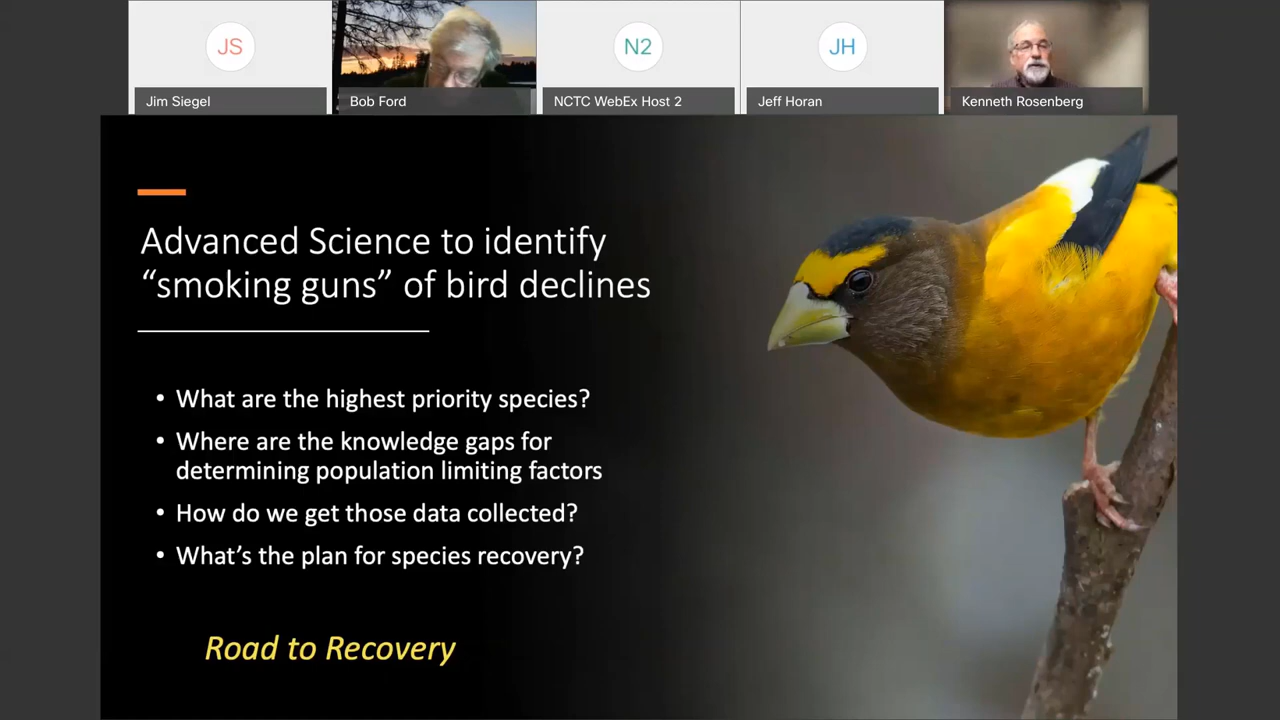 JS
N2
JH
Jim Siegel
Bob Ford
NCTC WebEx Host 2
Jeff Horan
Kenneth Rosenberg
Advanced Science to identify
“smoking guns” of bird declines
• What are the highest priority species?
• Where are the knowledge gaps for
determining population limiting factors
• How do we get those data collected?
• What’s the plan for species recovery?
Road to Recovery